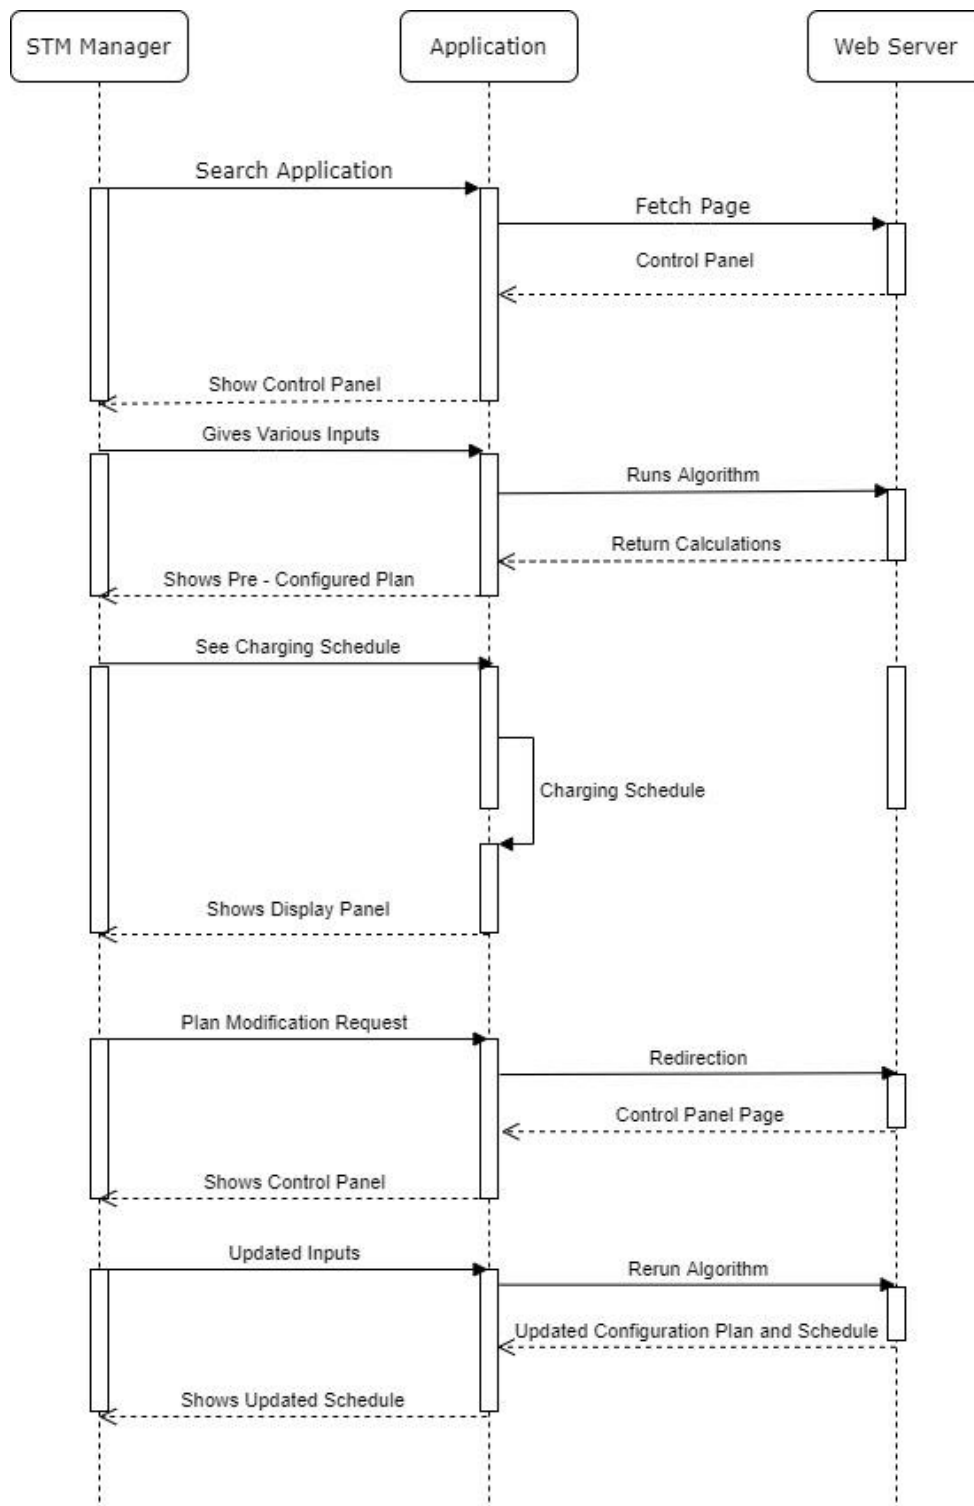 STM Manager
Application
Web Server
Search Application
Fetch Page
Control Panel
Show Control Panel
Gives Various Inputs
Runs Algorithm
Return Calculations
Shows Pre - Configured Plan
See Charging Schedule
Charging Schedule
Shows Display Panel
Plan Modification Request
Redirection
Control Panel Page
Shows Control Panel
Updated Inputs
Rerun Algorithm
Updated Configuration Plan and Schedule
Shows Updated Schedule